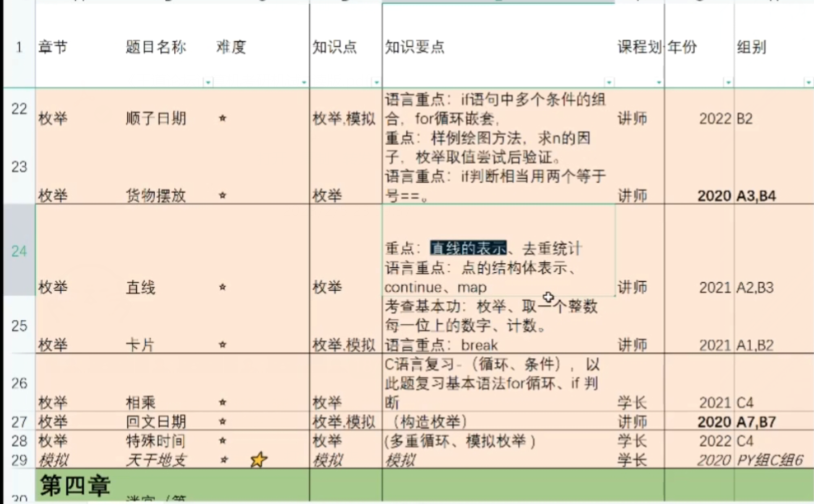 1 章节 题目名称 难度 知识点 知识要点 课程划 年份 组别
22 枚举 顺子日期 ☆ 枚举,模拟 语言重点：if语句中多个条件的组
合，for循环嵌套， 讲师 2022 B2
重点：样例绘图方法，求n的因
子，枚举取值尝试后验证。
语言重点：if判断相当用两个等于
23 枚举 货物摆放 ☆ 枚举 号==。 讲师 2020 A3,B4
重点：直线的表示、去重统计
语言重点：点的结构体表示、
24 枚举 直线 ☆ 枚举 continue、map 讲师 2021 A2,B3
考查基本功：枚举、取一个整数
每一位上的数字、计数。
25 枚举 卡片 ☆ 枚举,模拟 语言重点：break 讲师 2021 A1,B2
C语言复习-（循环、条件），以
此题复习基本语法for循环、if 判
26 枚举 相乘 ☆ 枚举 断 学长 2021 C4
27 枚举 回文日期 ☆ 枚举,模拟 （构造枚举） 讲师 2020 A7,B7
28 枚举 特殊时间 ☆ 枚举 (多重循环、模拟枚举 ) 学长 2022 C4
29 模拟 天干地支 ☆ 模拟 模拟 学长 2020 PY组C组6
第四章